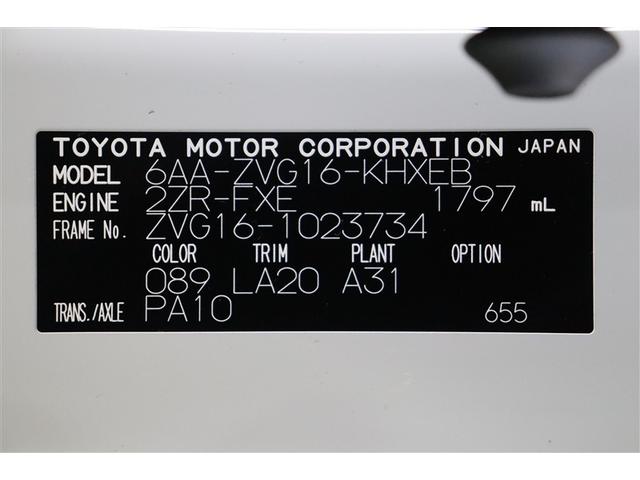 TOYOTA MOTOR CORPORATION JAPAN
MODEL 6AA-ZVG16-KHXEB
ENGINE 2ZR-FXE 1797 mL
FRAME No. ZVG16-1023734
COLOR TRIM PLANT OPTION
089 LA20 A31
TRANS./AXLE PA10 655